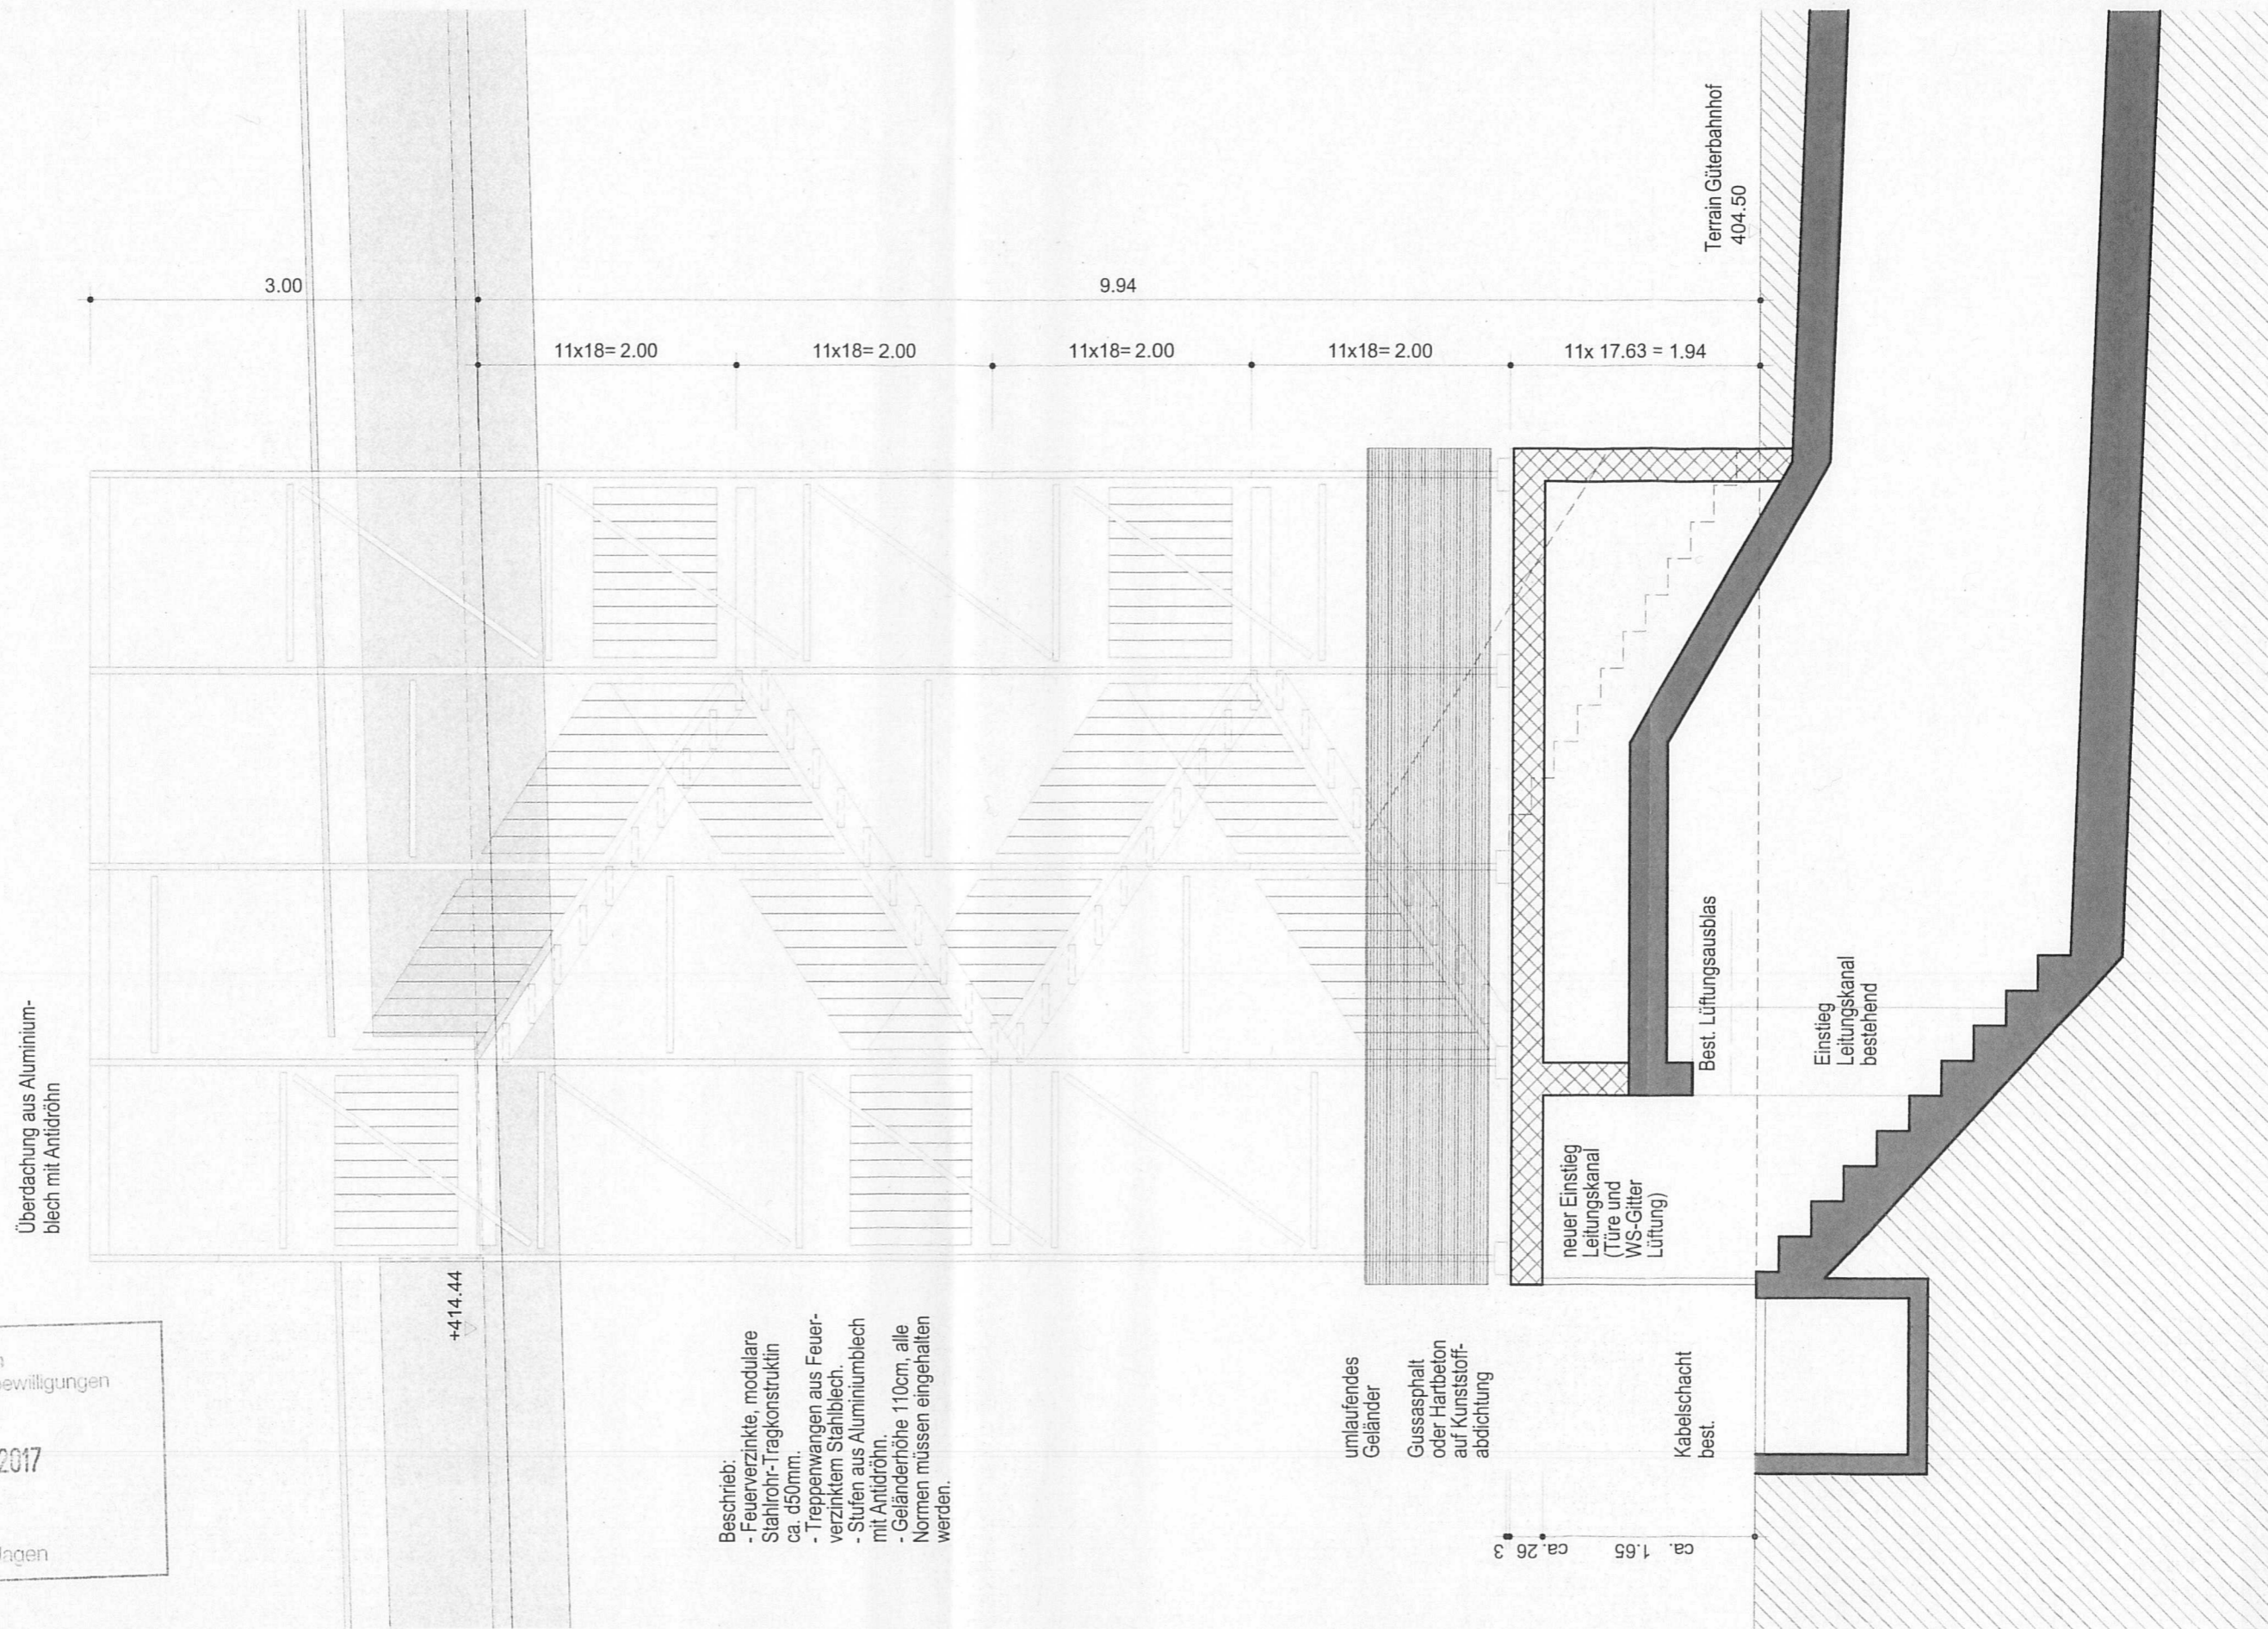 Überdachung aus Aluminium-
blech mit Antidröhn
bewilligungen
2017
+414.44
3.00
9.94
11x18= 2.00
11x18= 2.00
11x18= 2.00
11x18= 2.00
11x 17.63 = 1.94
Beschrieb:
- Feuerverzinkte, modulare
Stahlrohr-Tragkonstruktin
ca. d50mm.
- Treppenwangen aus Feuer-
verzinktem Stahlblech.
- Stufen aus Aluminiumblech
mit Antidröhn.
- Geländerhöhe 110cm, alle
Normen müssen eingehalten
werden.
umlaufendes
Geländer
Gussasphalt
oder Hartbeton
auf Kunststoff-
abdichtung
neuer Einstieg
Leitungskanal
(Türe und
WS-Gitter
Lüftung)
Kabelschacht
best.
Best. Lüftungsausblas
Einstieg
Leitungskanal
bestehend
Terrain Güterbahnhof
404.50
3
ca. 26
ca. 1.65